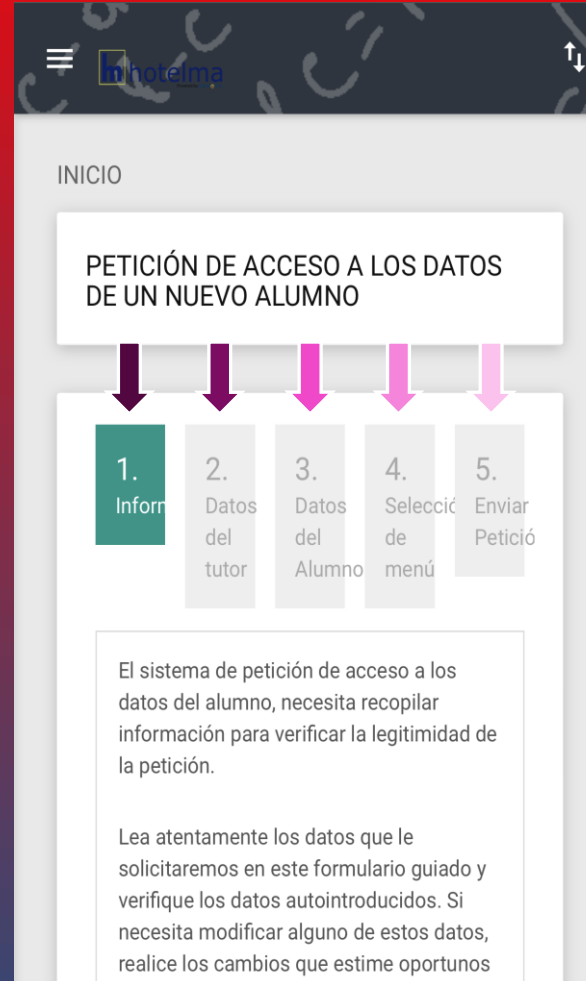 hotelma
INICIO
PETICIÓN DE ACCESO A LOS DATOS
DE UN NUEVO ALUMNO
1.
Inforn
2.
Datos
del
tutor
3.
Datos
del
Alumno
4.
Selecció
de
menú
5.
Enviar
Petició
El sistema de petición de acceso a los
datos del alumno, necesita recopilar
información para verificar la legitimidad de
la petición.
Lea atentamente los datos que le
solicitaremos en este formulario guiado y
verifique los datos autointroducidos. Si
necesita modificar alguno de estos datos,
realice los cambios que estime oportunos